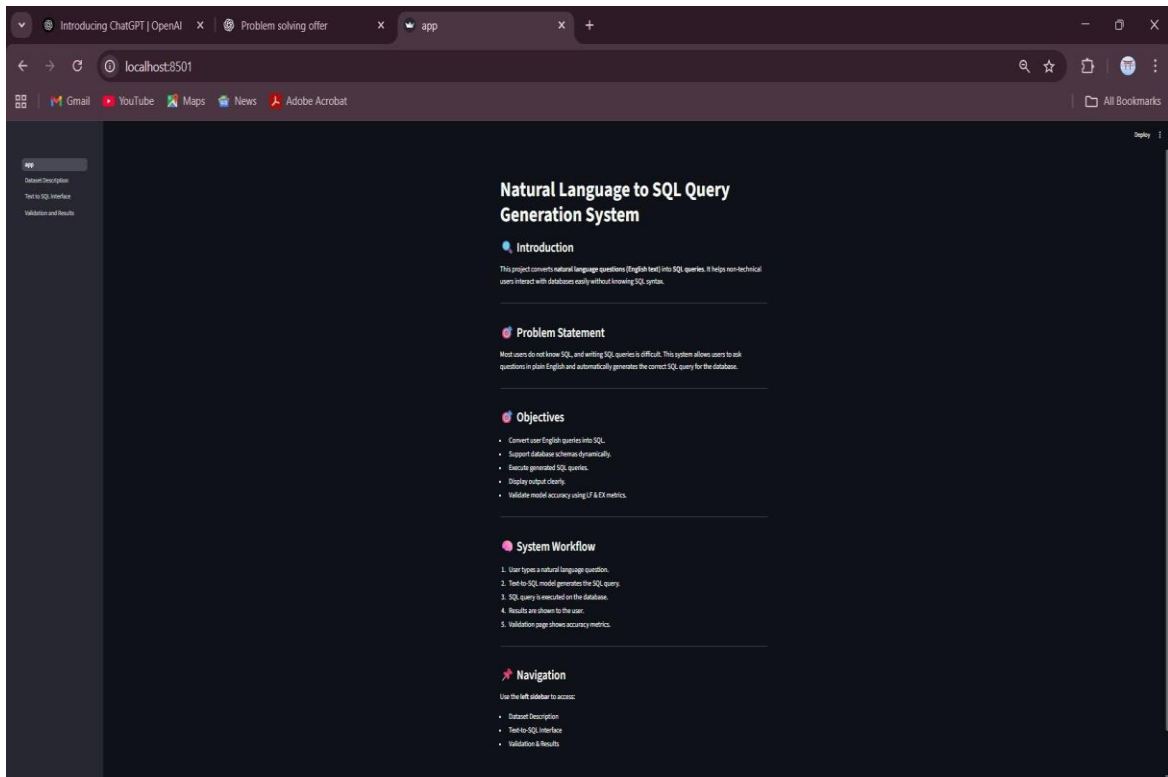 Introducing ChatGPT | OpenAI
Problem solving offer
app
localhost:8501
Gmail
YouTube
Maps
News
Adobe Acrobat
All Bookmarks
Deploy
app
Dataset Description
Text to SQL Interface
Validation and Results
Natural Language to SQL Query
Generation System
Introduction
This project converts natural language questions (English text) into SQL queries. It helps non-technical
users interact with databases easily without knowing SQL syntax.
Problem Statement
Most users do not know SQL, and writing SQL queries is difficult. This system allows users to ask
questions in plain English and automatically generates the correct SQL query for the database.
Objectives
• Convert user English queries into SQL.
• Support database schemas dynamically.
• Execute generated SQL queries.
• Display output clearly.
• Validate model accuracy using LF & EX metrics.
System Workflow
1. User types a natural language question.
2. Text-to-SQL model generates the SQL query.
3. SQL query is executed on the database.
4. Results are shown to the user.
5. Validation page shows accuracy metrics.
Navigation
Use the left sidebar to access:
• Dataset Description
• Text-to-SQL Interface
• Validation & Results